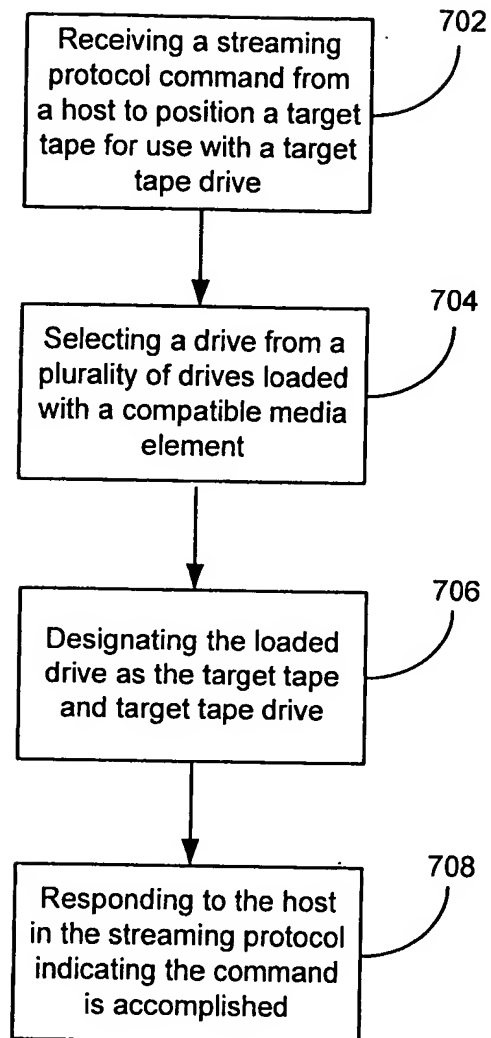 702
Receiving a streaming
protocol command from
a host to position a target
tape for use with a target
tape drive
704
Selecting a drive from a
plurality of drives loaded
with a compatible media
element
706
Designating the loaded
drive as the target tape
and target tape drive
708
Responding to the host
in the streaming protocol
indicating the command
is accomplished